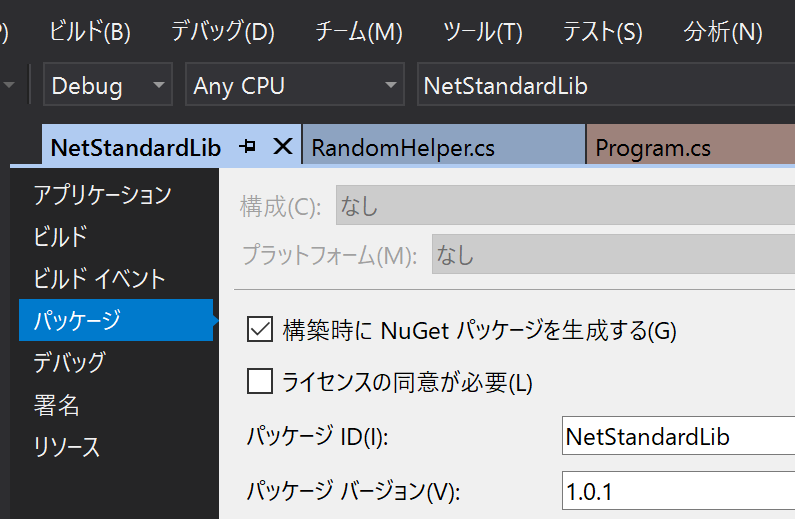 ビルド(B) デバッグ(D) チーム(M) ツール(T) テスト(S) 分析(N)
Debug Any CPU NetStandardLib
NetStandardLib RandomHelper.cs Program.cs
アプリケーション
ビルド
ビルド イベント
パッケージ
デバッグ
署名
リソース
構成(C): なし
プラットフォーム(M): なし
構築時に NuGet パッケージを生成する(G)
ライセンスの同意が必要(L)
パッケージ ID(I): NetStandardLib
パッケージ バージョン(V): 1.0.1